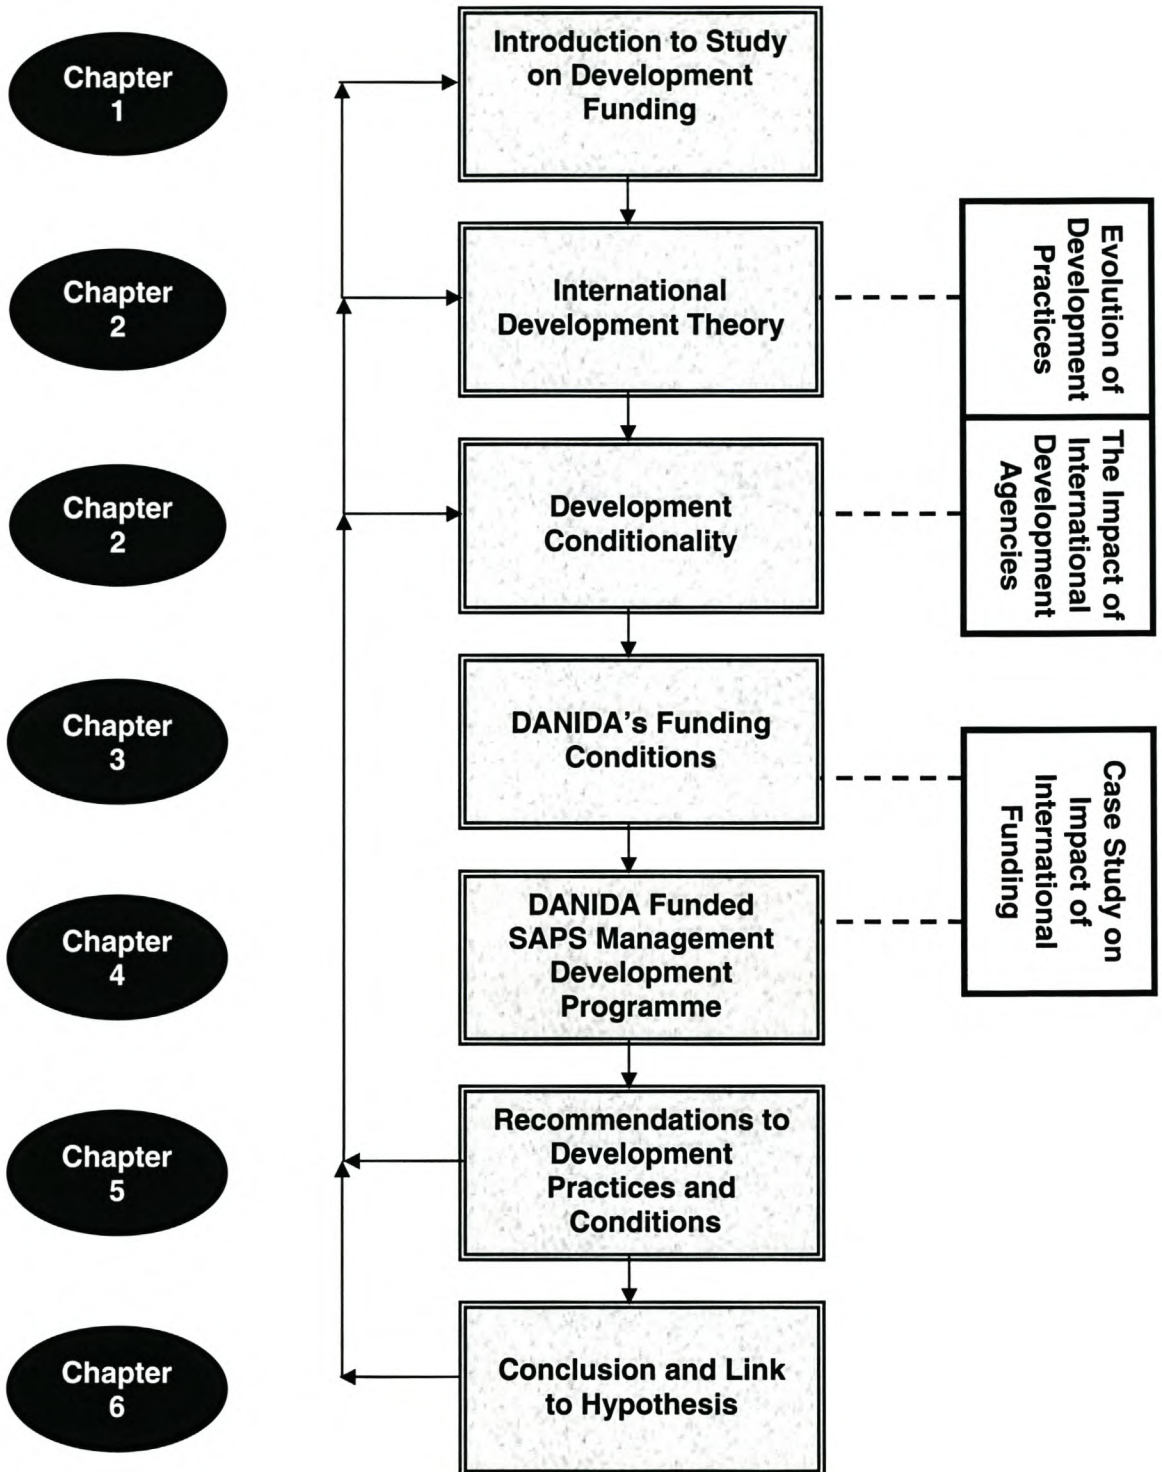 Chapter
1
Introduction to Study
on Development
Funding
Chapter
2
International
Development Theory
Evolution of
Development
Practices
Chapter
2
Development
Conditionality
The Impact of
International
Development
Agencies
Chapter
3
DANIDA's Funding
Conditions
Case Study on
Impact of
International
Funding
Chapter
4
DANIDA Funded
SAPS Management
Development
Programme
Chapter
5
Recommendations to
Development
Practices and
Conditions
Chapter
6
Conclusion and Link
to Hypothesis